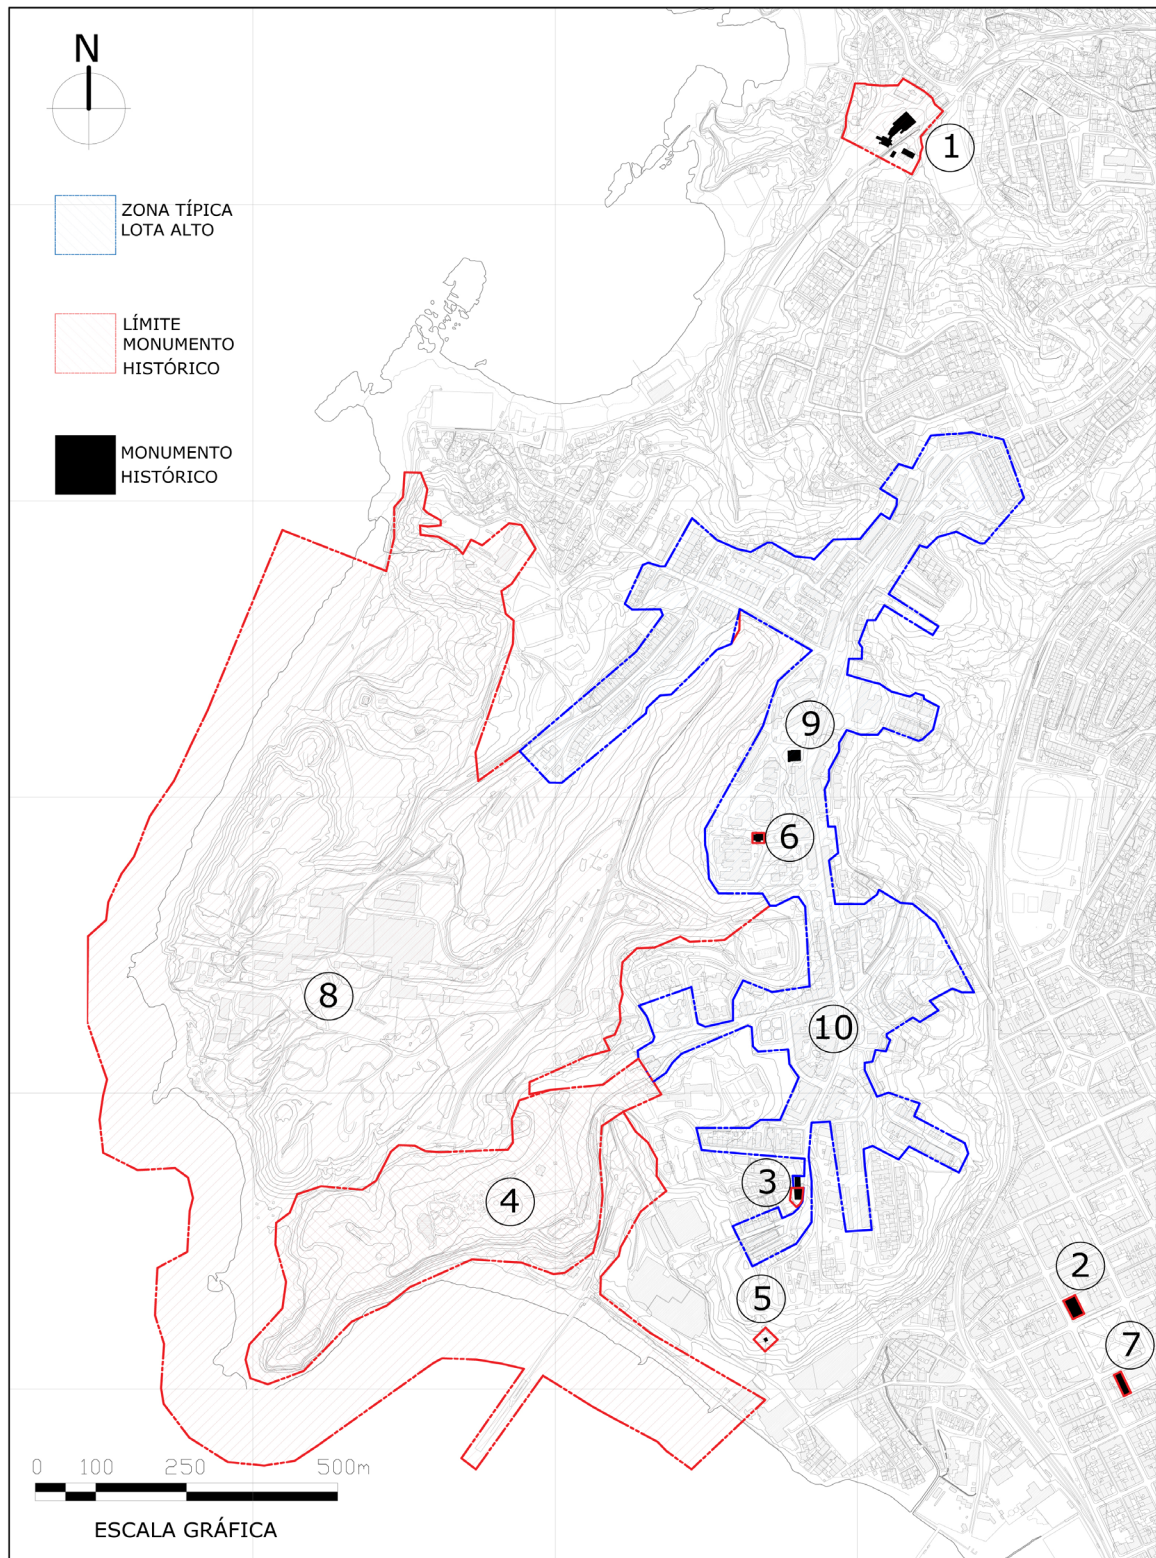 N
ZONA TÍPICA
LOTA ALTO
LÍMITE
MONUMENTO
HISTÓRICO
MONUMENTO
HISTÓRICO
1
9
6
8
10
3
4
2
5
7
0 100 250 500m
ESCALA GRÁFICA